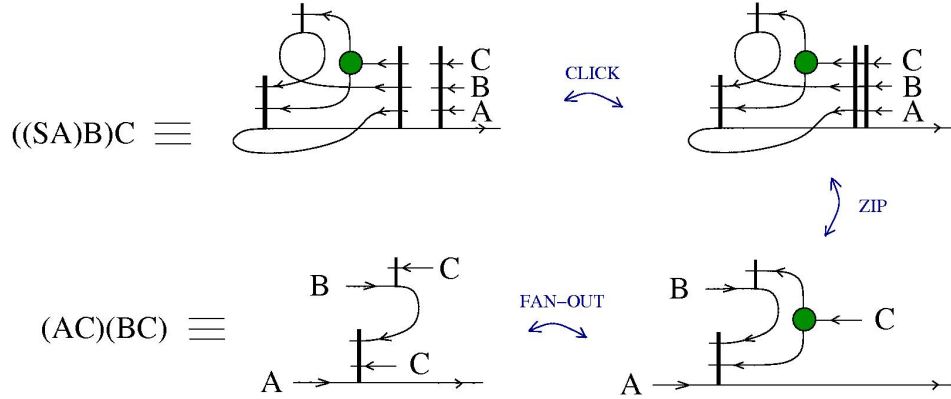 C C
CLICK
B B
A A
((SA)B)C ≡
ZIP
C
B FAN–OUT B
(AC)(BC) ≡ C C
A A